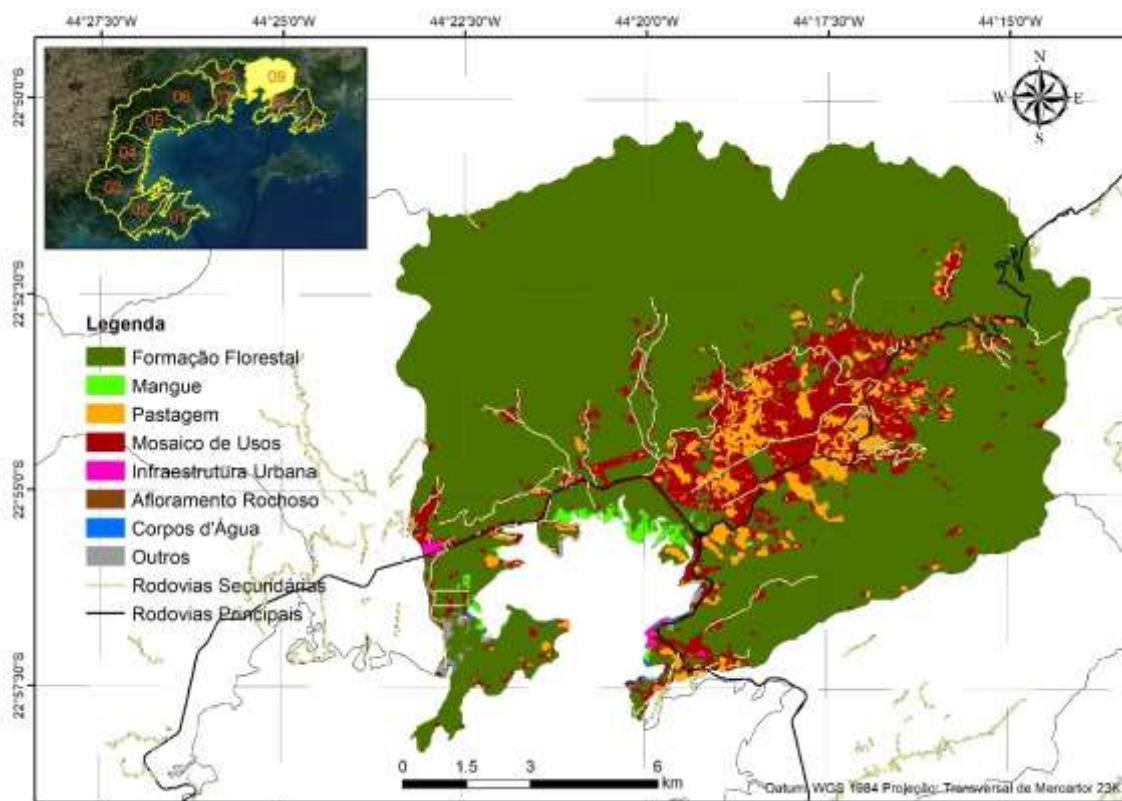 44°27'30"W 44°25'0"W 44°22'30"W 44°20'0"W 44°17'30"W 44°15'0"W
22°50'0"S
22°52'30"S
22°55'0"S
22°57'30"S
09
06
05
04
03
02
01
N
W E
S
Legenda
Formação Florestal
Mangue
Pastagem
Mosaico de Usos
Infraestrutura Urbana
Afloramento Rochoso
Corpos d'Água
Outros
Rodovias Secundárias
Rodovias Principais
0 1.5 3 6
km
Datum: WGS 1984 Projeção: Transversal de Mercartor 23K